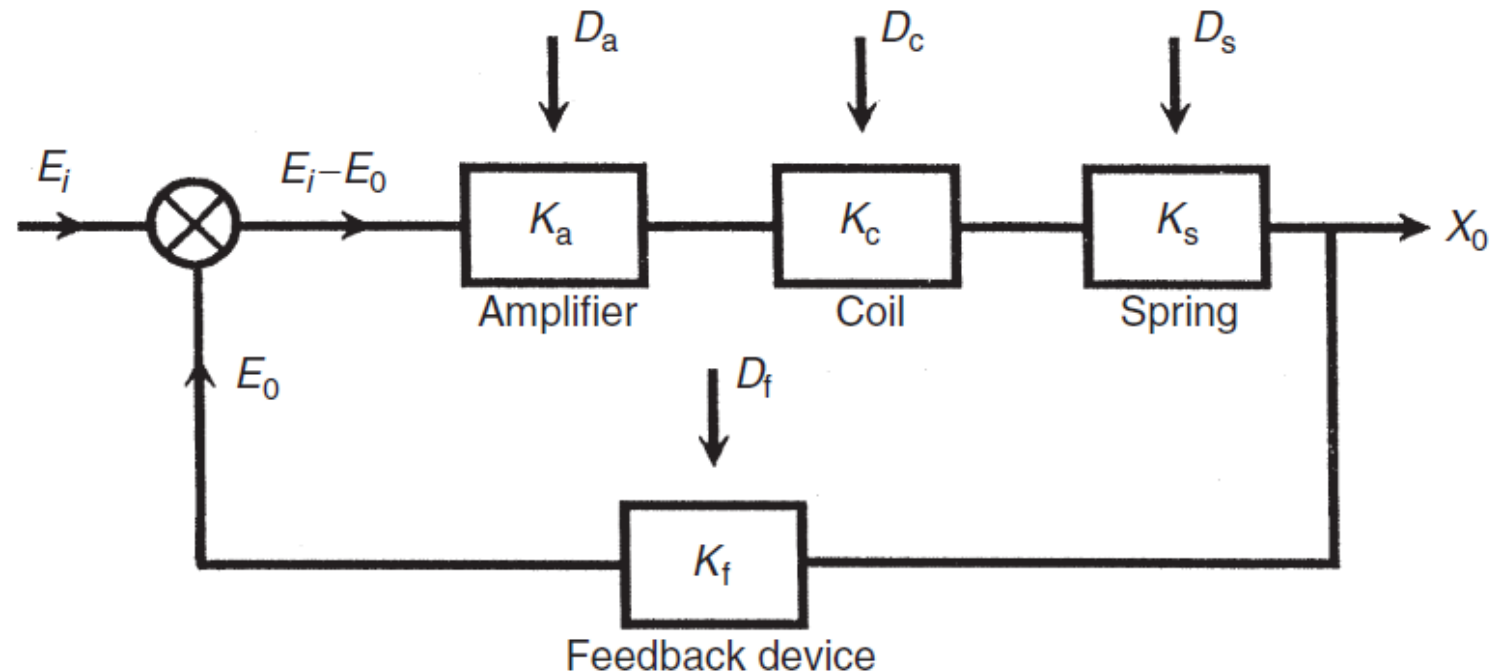 Da
Dc
Ds
Ei
Ei–E0
Ka
Kc
Ks
X0
Amplifier
Coil
Spring
E0
Df
Kf
Feedback device